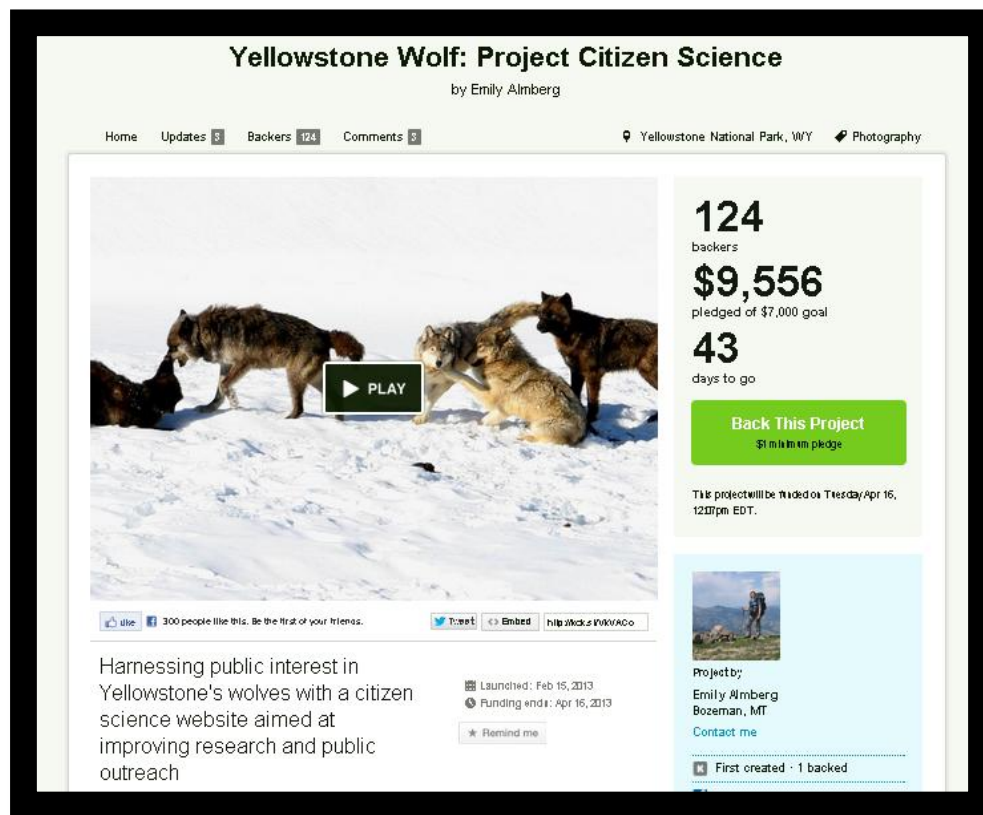 Yellowstone Wolf: Project Citizen Science
by Emily Almberg
Home Updates 3 Backers 124 Comments 3 Yellowstone National Park, WY Photography
124
backers
$9,556
pledged of $7,000 goal
43
days to go
PLAY
Back This Project
$1 minimum pledge
This project will be funded on Tuesday Apr 16,
12:07pm EDT.
Like 300 people like this. Be the first of your friends. Tweet Embed
Harnessing public interest in
Yellowstone's wolves with a citizen
science website aimed at
improving research and public
outreach
Launched: Feb 15, 2013
Funding ends: Apr 16, 2013
Remind me
Project by
Emily Almberg
Bozeman, MT
Contact me
K First created · 1 backed